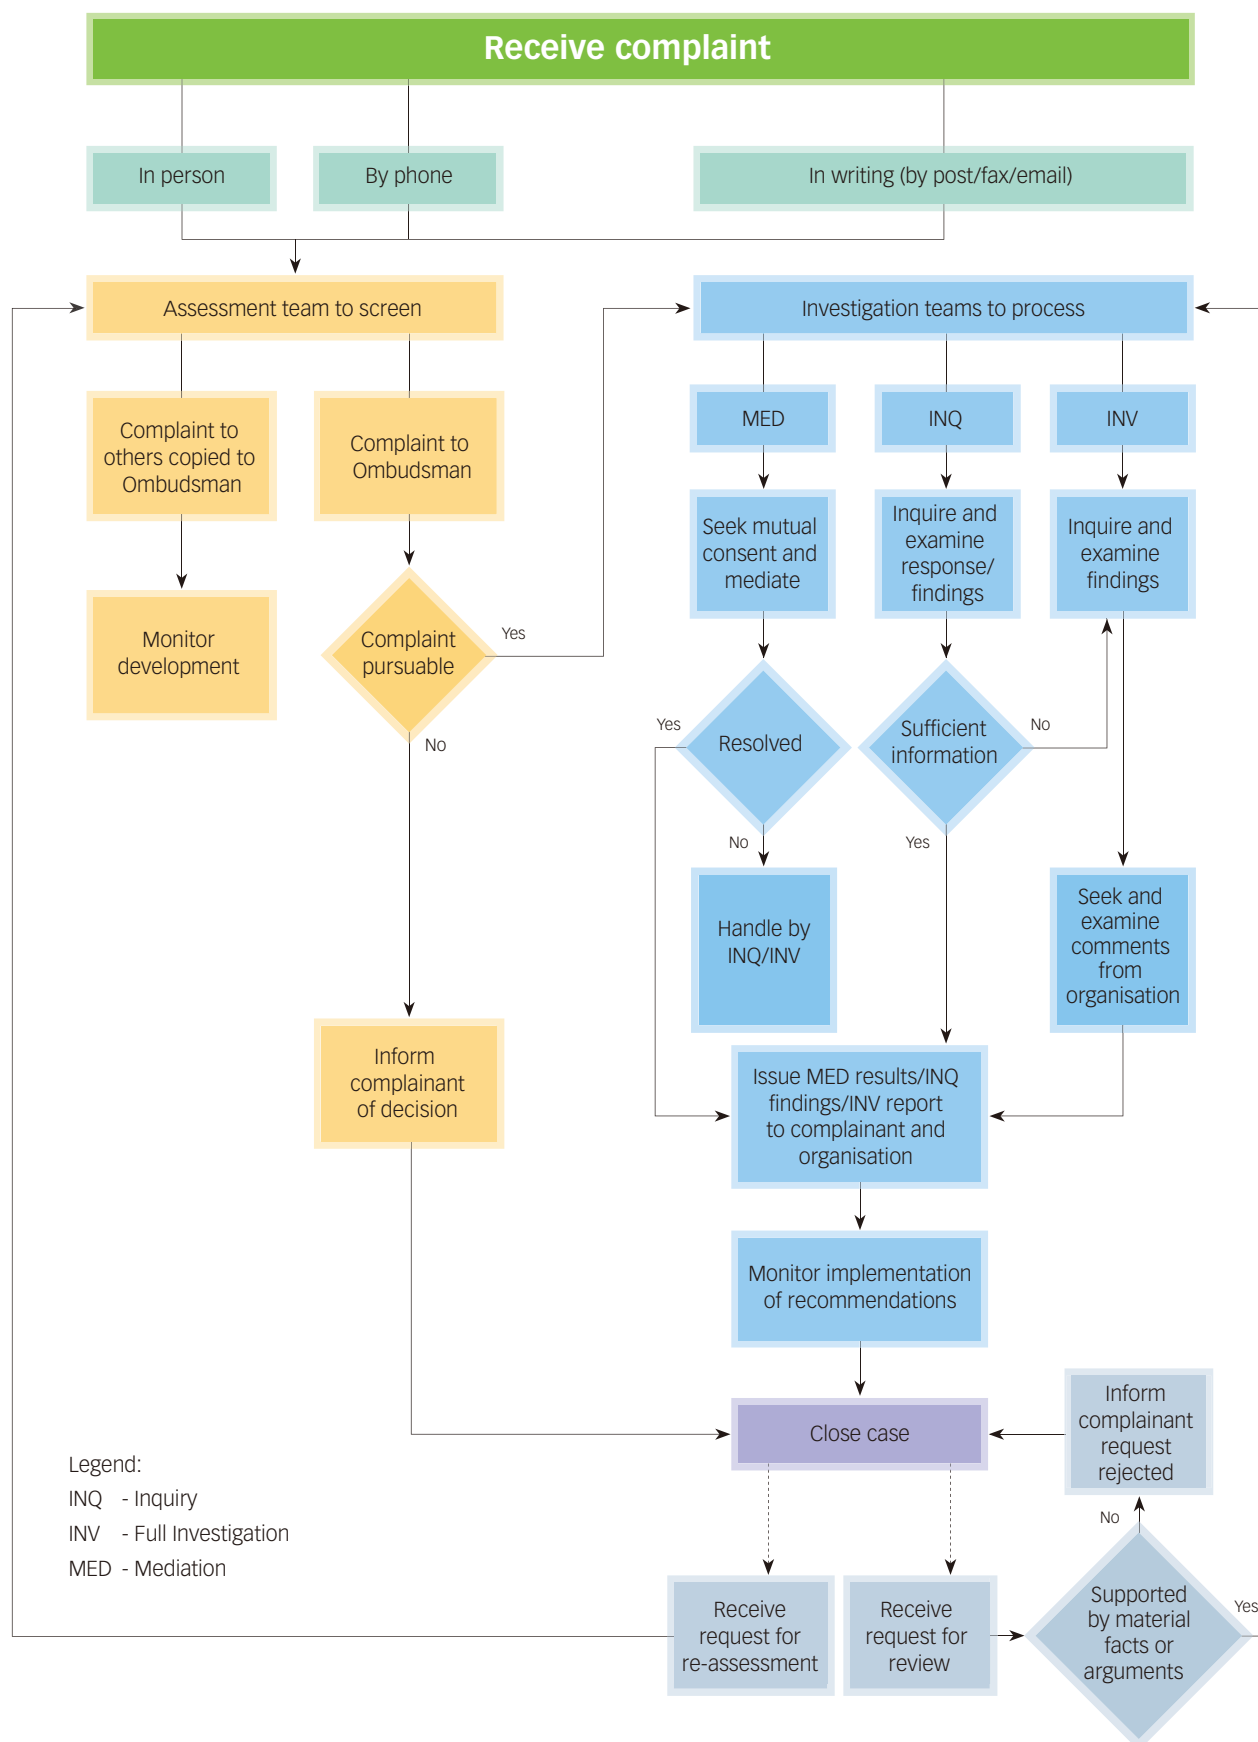 Receive complaint
In person
By phone
In writing (by post/fax/email)
Assessment team to screen
Investigation teams to process
Complaint to
others copied to
Ombudsman
Complaint to
Ombudsman
MED
INQ
INV
Seek mutual
consent and
mediate
Inquire and
examine
response/
findings
Inquire and
examine
findings
Monitor
development
Complaint
pursuable
Yes
No
Yes
Resolved
No
Sufficient
information
No
Yes
Handle by
INQ/INV
Seek and
examine
comments
from
organisation
Inform
complainant
of decision
Issue MED results/INQ
findings/INV report
to complainant and
organisation
Monitor implementation
of recommendations
Close case
Inform
complainant
request
rejected
No
Legend:
INQ - Inquiry
INV - Full Investigation
MED - Mediation
Receive
request for
re-assessment
Receive
request for
review
Supported
by material
facts or
arguments
Yes